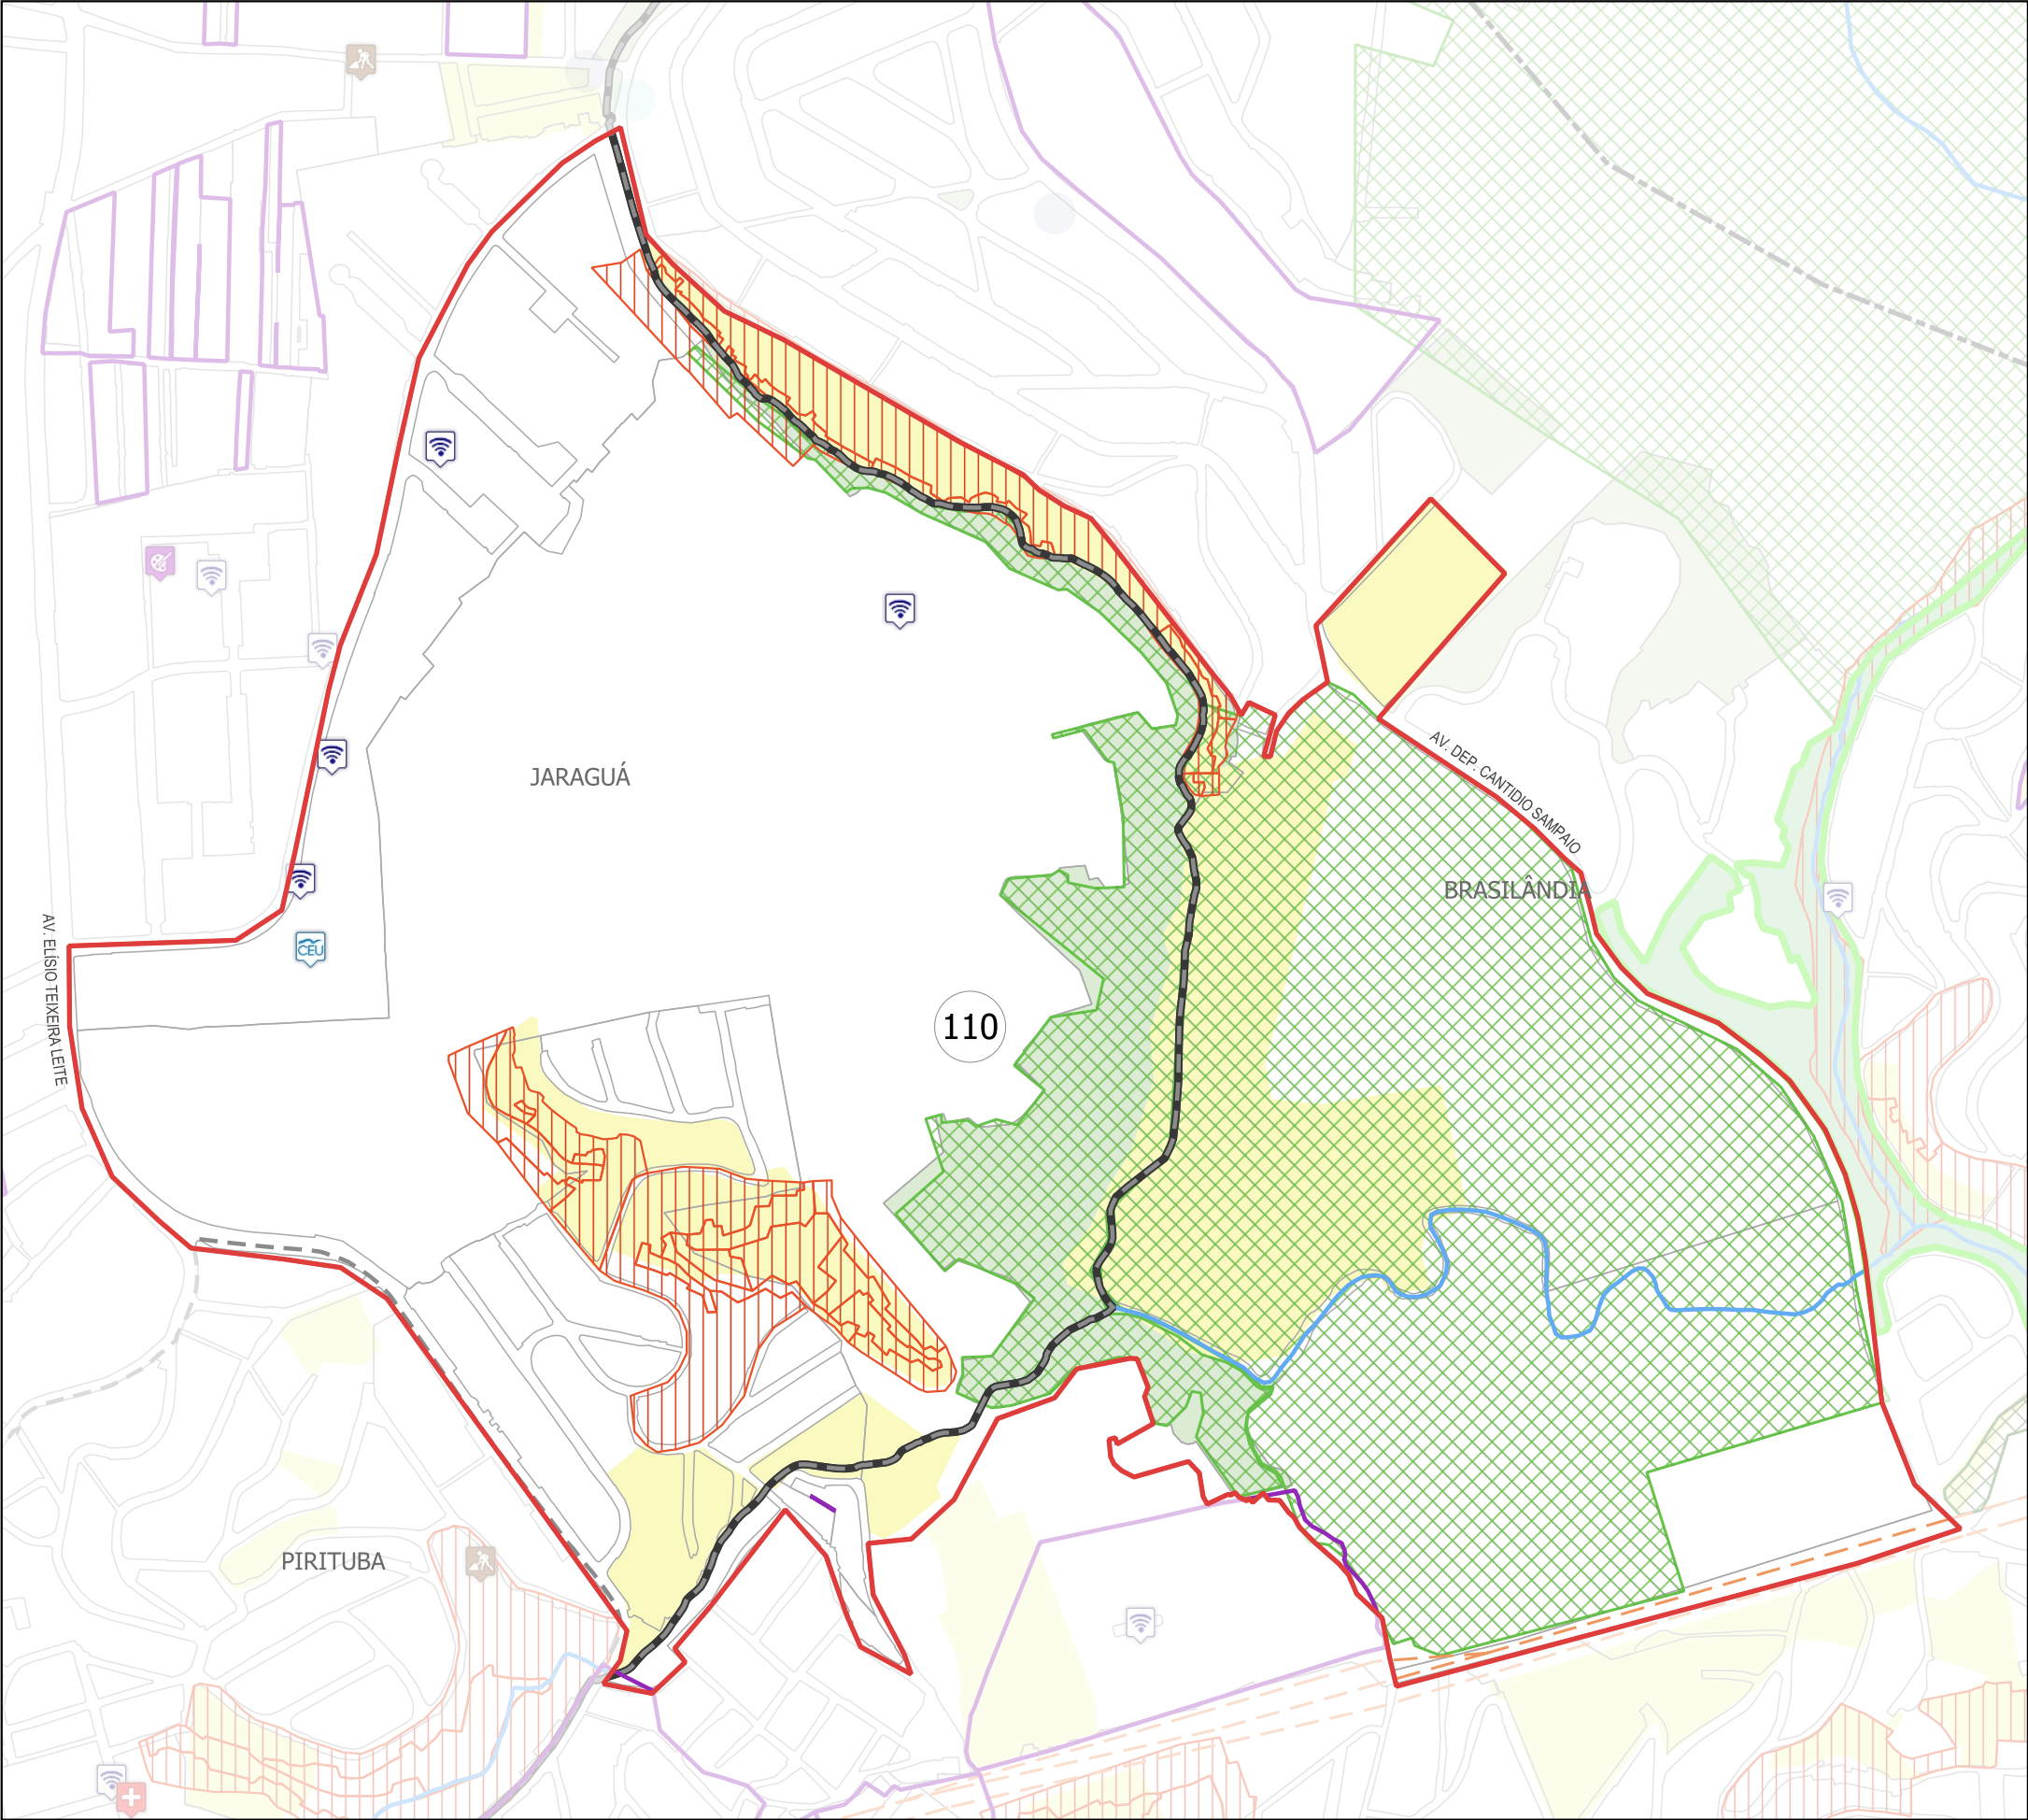 JARAGUÁ
AV. DEP. CANTIDIO SAMPAIO
BRASILÂNDIA
AV. ELÍSIO TEIXEIRA LEITE
CEU
110
PIRITUBA